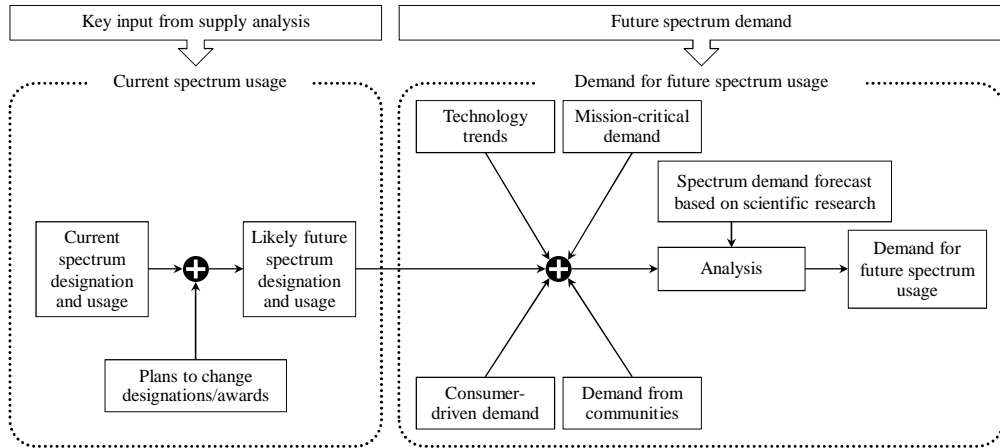 Key input from supply analysis
Future spectrum demand
Current spectrum usage
Demand for future spectrum usage
Technology
trends
Mission-critical
demand
Spectrum demand forecast
based on scientific research
Current
spectrum
designation
and usage
Likely future
spectrum
designation
and usage
Analysis
Demand for
future spectrum
usage
Plans to change
designations/awards
Consumer-
driven demand
Demand from
communities